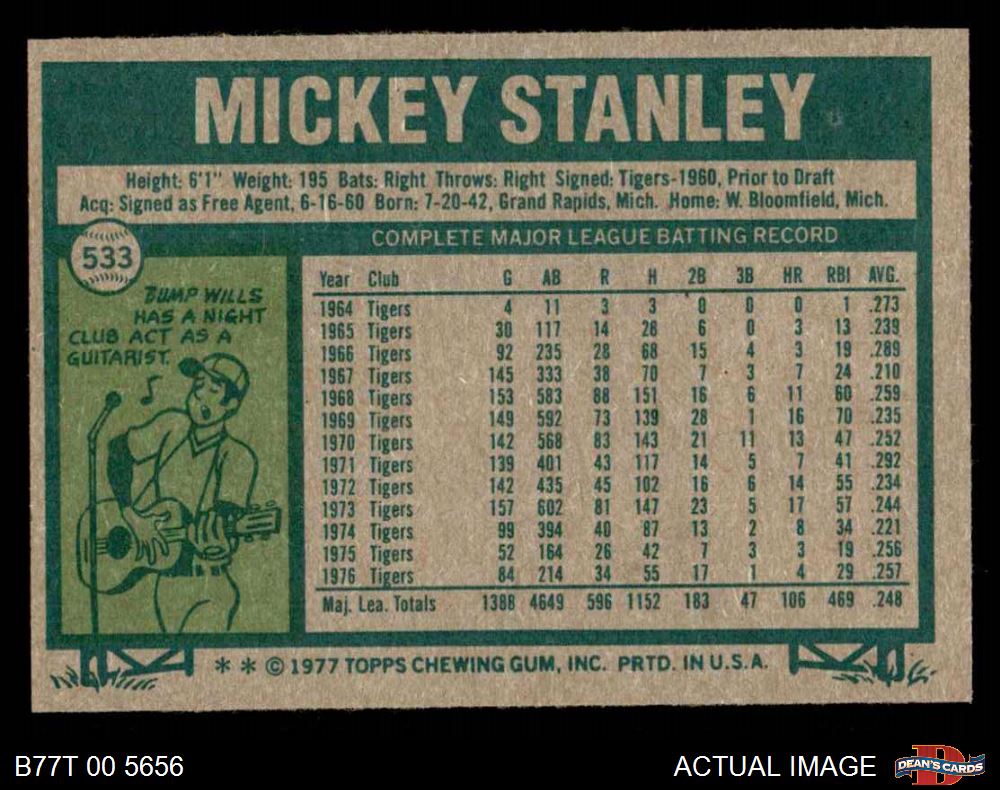 MICKEY STANLEY
Height: 6'1" Weight: 195 Bats: Right Throws: Right Signed: Tigers-1960, Prior to Draft
Acq: Signed as Free Agent, 6-16-60 Born: 7-20-42, Grand Rapids, Mich. Home: W. Bloomfield, Mich.
533
BUMP WILLS
HAS A NIGHT
CLUB ACT AS A
GUITARIST.
COMPLETE MAJOR LEAGUE BATTING RECORD
Year Club G AB R H 2B 3B HR RBI AVG.
1964 Tigers 4 11 3 3 0 0 0 1 .273
1965 Tigers 30 117 14 28 6 0 3 13 .239
1966 Tigers 92 235 28 68 15 4 3 19 .289
1967 Tigers 145 333 38 70 7 3 7 24 .210
1968 Tigers 153 583 88 151 16 6 11 60 .259
1969 Tigers 149 592 73 139 28 1 16 70 .235
1970 Tigers 142 568 83 143 21 11 13 47 .252
1971 Tigers 139 401 43 117 14 5 7 41 .292
1972 Tigers 142 435 45 102 16 6 14 55 .234
1973 Tigers 157 602 81 147 23 5 17 57 .244
1974 Tigers 99 394 40 87 13 2 8 34 .221
1975 Tigers 52 164 26 42 7 3 3 19 .256
1976 Tigers 84 214 34 55 17 1 4 29 .257
Maj. Lea. Totals 1388 4649 596 1152 183 47 106 469 .248
* * © 1977 TOPPS CHEWING GUM, INC. PRTD. IN U.S.A.
B77T 00 5656
ACTUAL IMAGE
DEAN'S CARDS